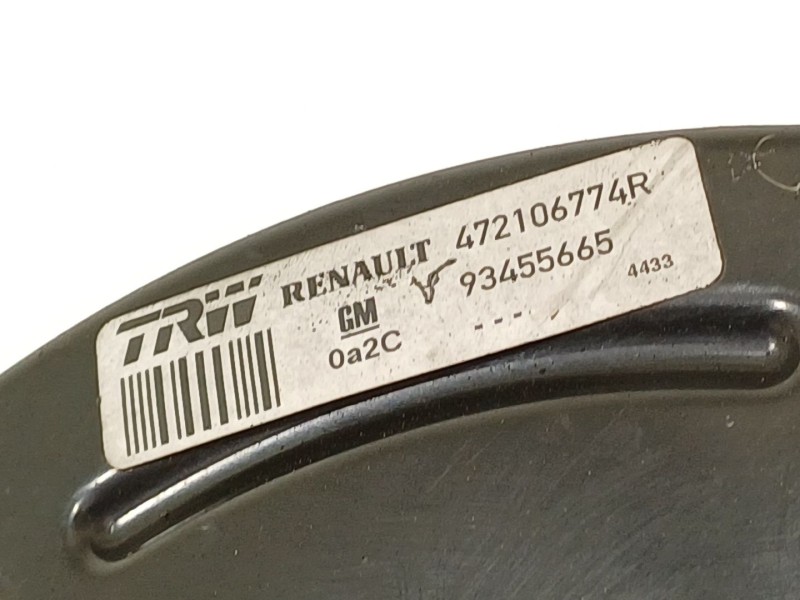 TRW RENAULT 472106774R
GM 93455665 4433
0a2C ---